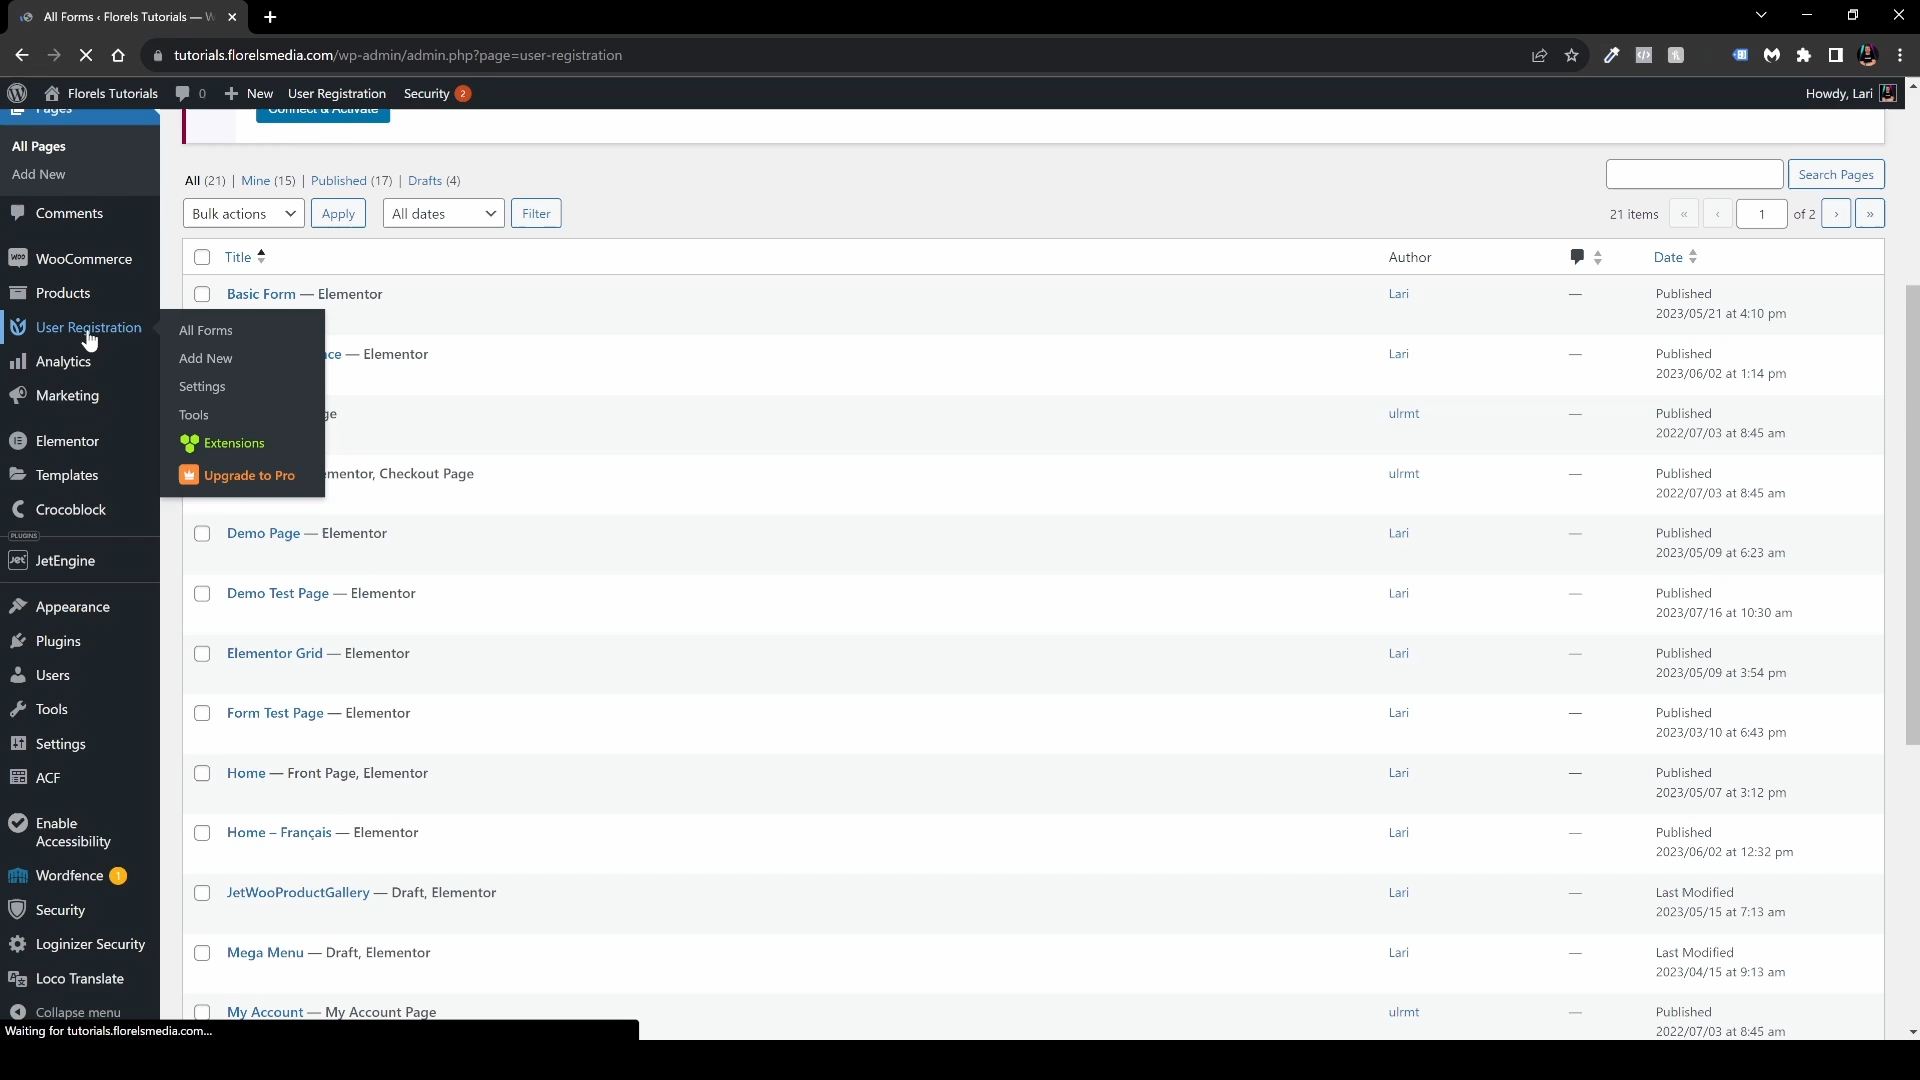 All Forms ‹ Florels Tutorials — W
tutorials.florelsmedia.com/wp-admin/admin.php?page=user-registration
Florels Tutorials
0
New
User Registration
Security 2
Howdy, Lari
Pages
Connect & Activate
All Pages
Add New
Comments
WooCommerce
Products
User Registration
Analytics
Marketing
Elementor
Templates
Crocoblock
PLUGINS
JetEngine
Appearance
Plugins
Users
Tools
Settings
ACF
Enable
Accessibility
Wordfence 1
Security
Loginizer Security
Loco Translate
Collapse menu
Waiting for tutorials.florelsmedia.com...
All Forms
Add New
Settings
Tools
Extensions
Upgrade to Pro
All (21) | Mine (15) | Published (17) | Drafts (4)
Search Pages
Bulk actions
Apply
All dates
Filter
21 items « ‹ 1 of 2 › »
Title
Author
Date
Basic Form — Elementor
Lari
—
Published
2023/05/21 at 4:10 pm
ce — Elementor
Lari
—
Published
2023/06/02 at 1:14 pm
ge
ulrmt
—
Published
2022/07/03 at 8:45 am
ementor, Checkout Page
ulrmt
—
Published
2022/07/03 at 8:45 am
Demo Page — Elementor
Lari
—
Published
2023/05/09 at 6:23 am
Demo Test Page — Elementor
Lari
—
Published
2023/07/16 at 10:30 am
Elementor Grid — Elementor
Lari
—
Published
2023/05/09 at 3:54 pm
Form Test Page — Elementor
Lari
—
Published
2023/03/10 at 6:43 pm
Home — Front Page, Elementor
Lari
—
Published
2023/05/07 at 3:12 pm
Home – Français — Elementor
Lari
—
Published
2023/06/02 at 12:32 pm
JetWooProductGallery — Draft, Elementor
Lari
—
Last Modified
2023/05/15 at 7:13 am
Mega Menu — Draft, Elementor
Lari
—
Last Modified
2023/04/15 at 9:13 am
My Account — My Account Page
ulrmt
—
Published
2022/07/03 at 8:45 am